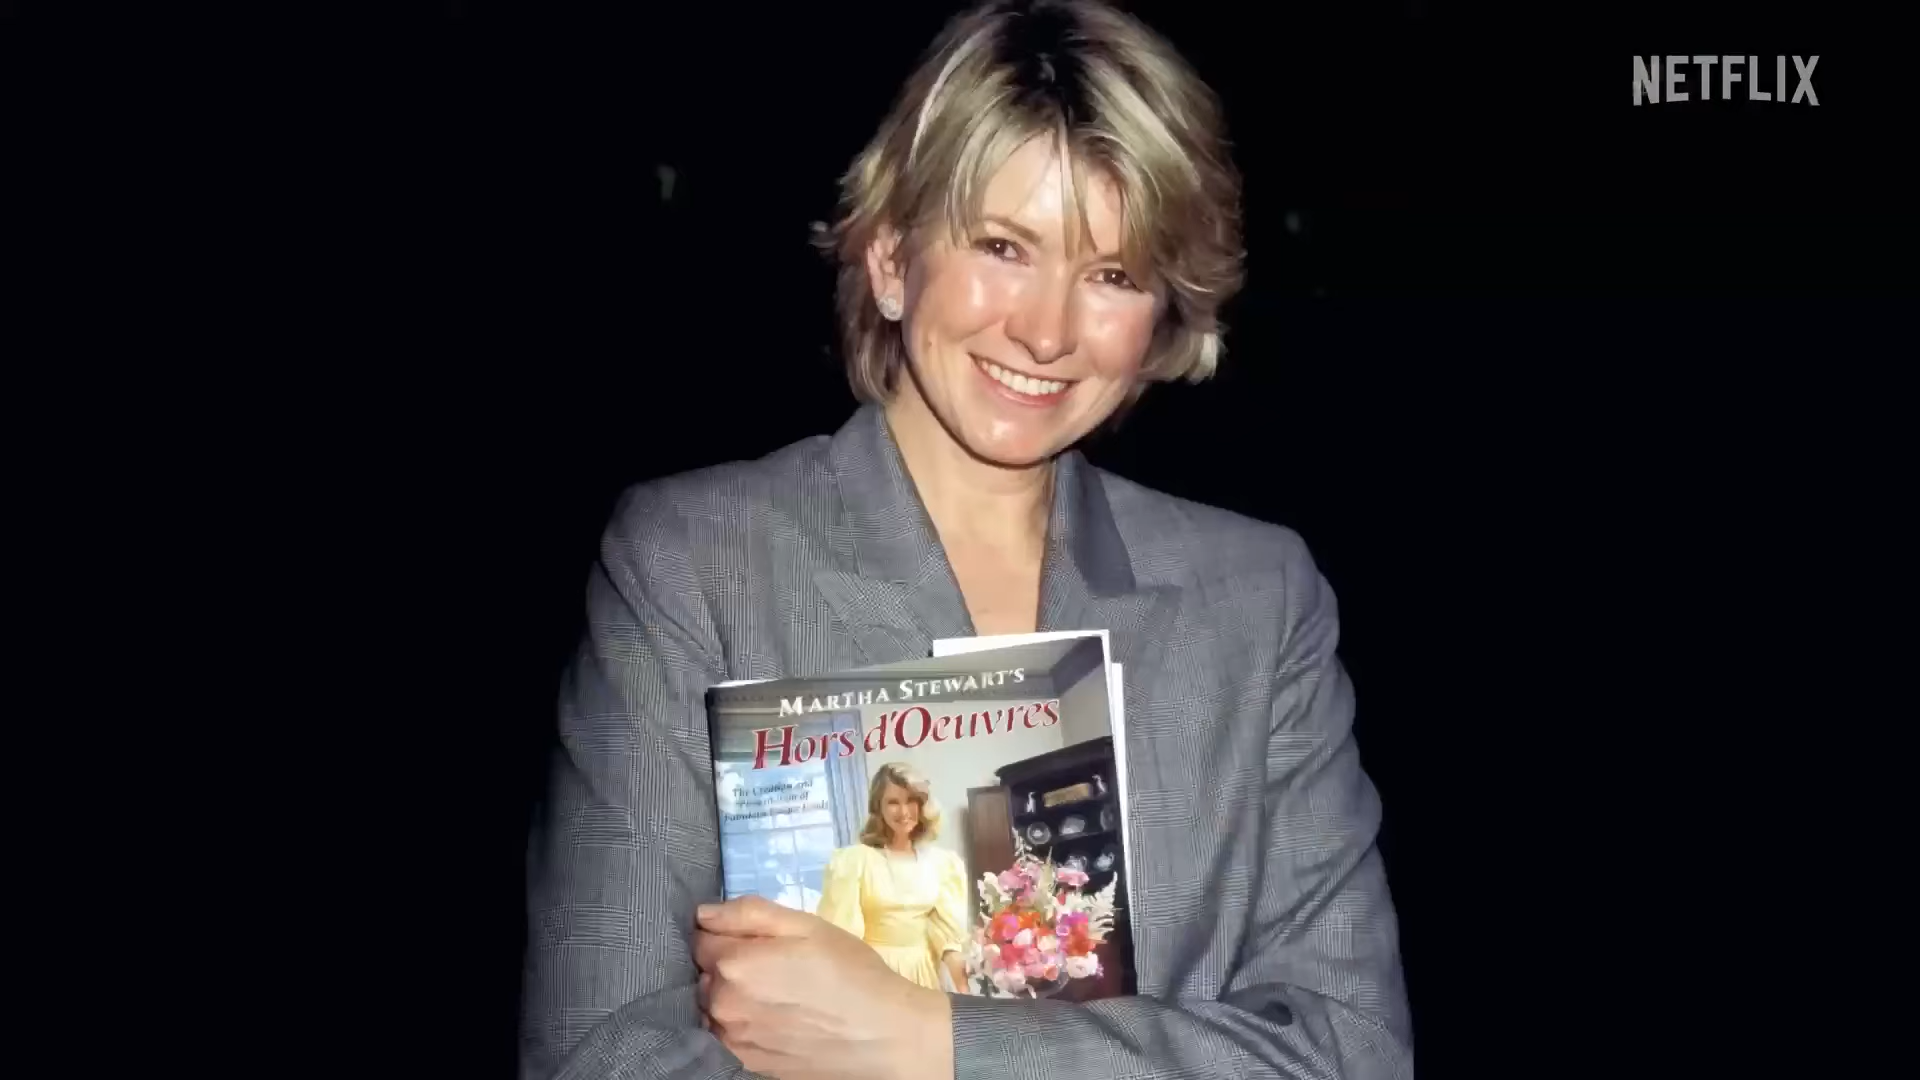 NETFLIX
MARTHA STEWART'S
Hors d'Oeuvres
The Creation and